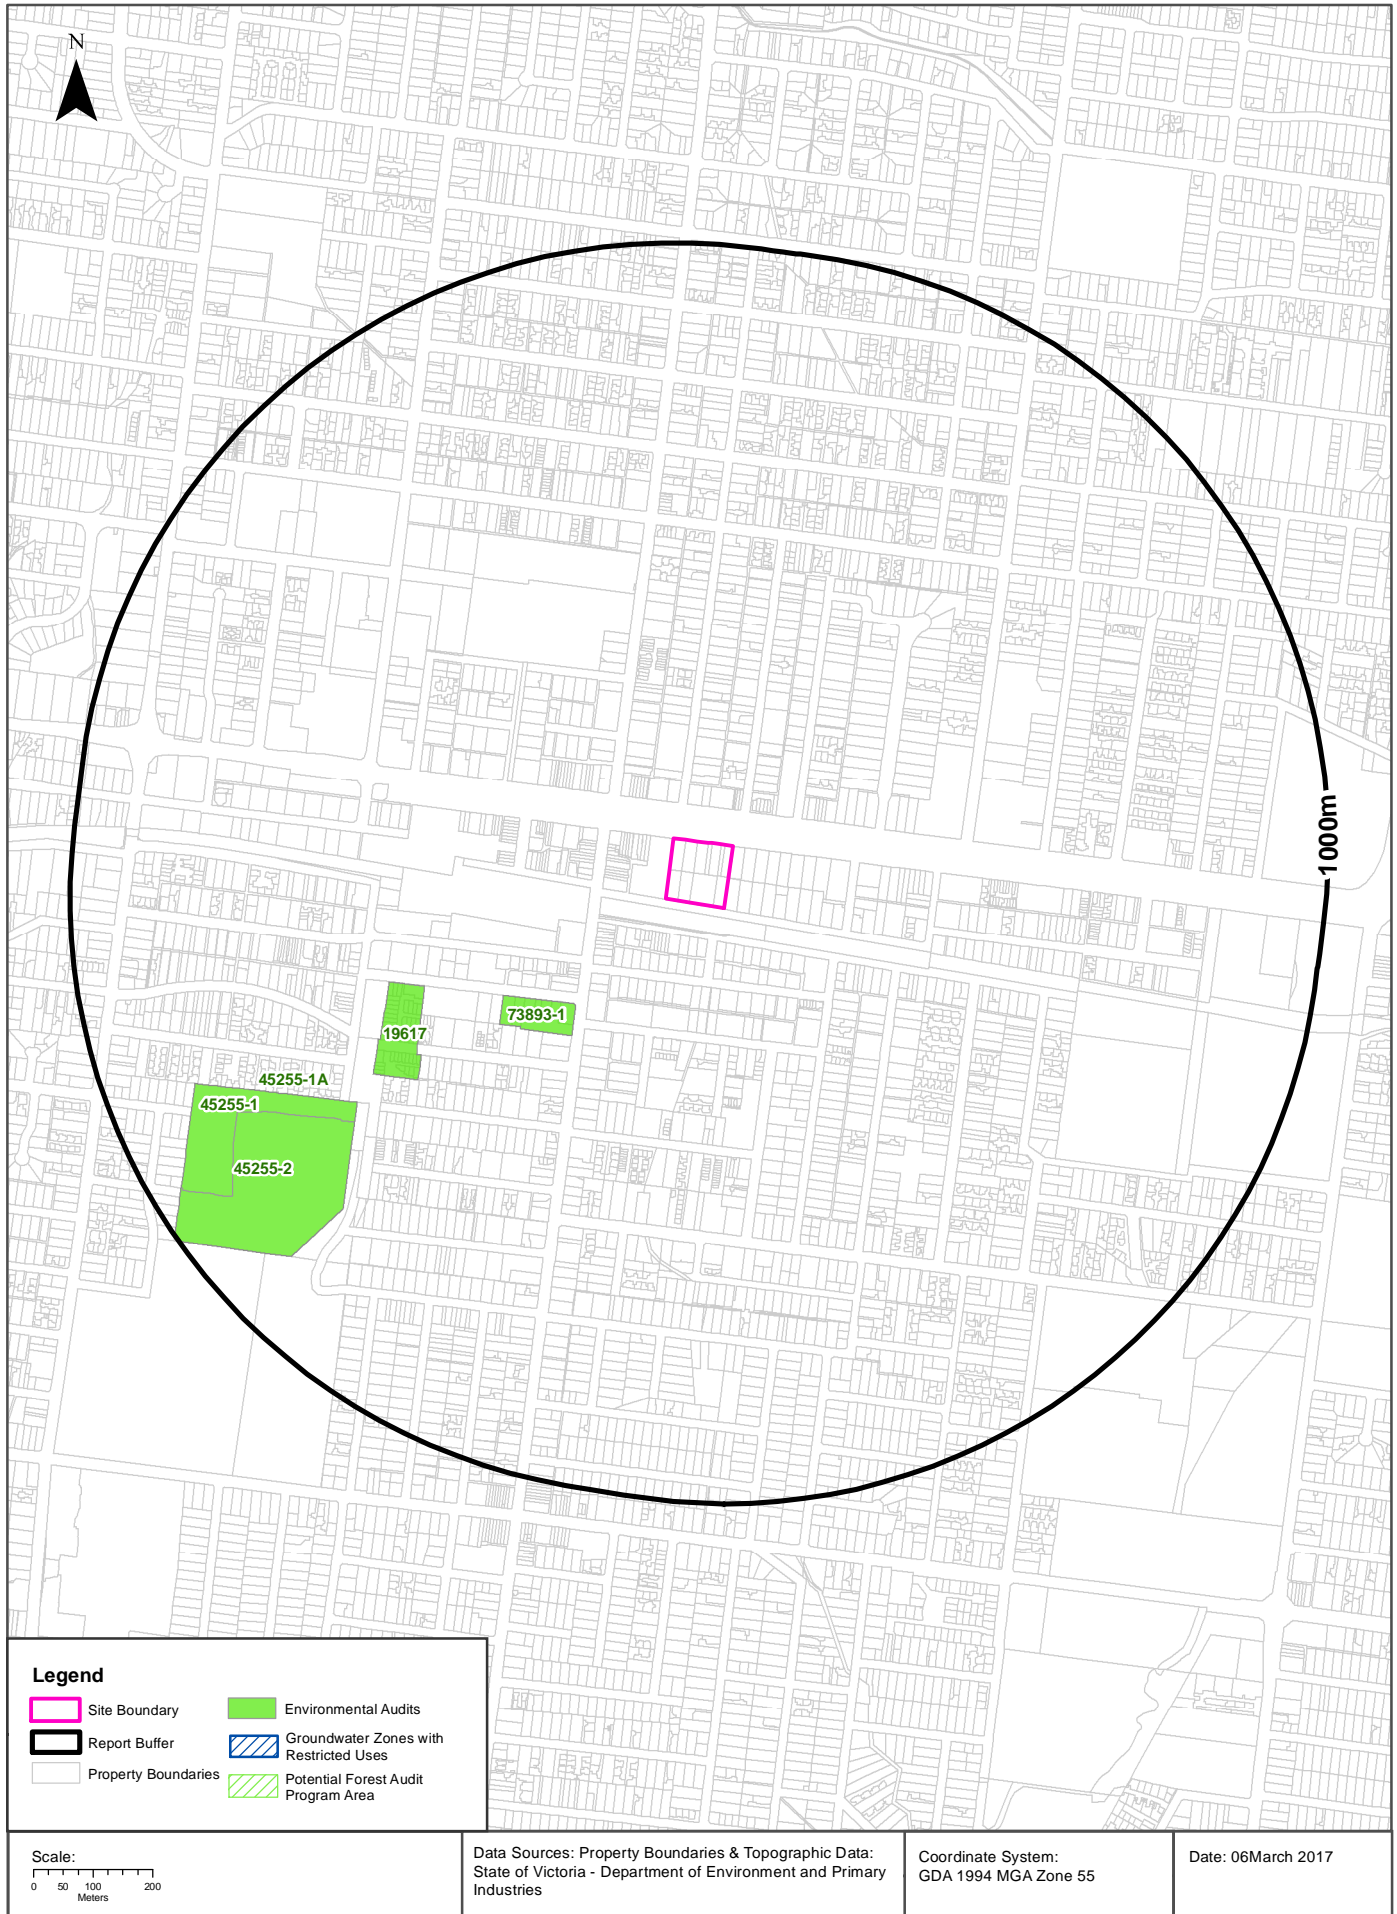 N
1000m
73893-1
19617
45255-1A
45255-1
45255-2
Legend
Site Boundary
Report Buffer
Property Boundaries
Environmental Audits
Groundwater Zones with
Restricted Uses
Potential Forest Audit
Program Area
Scale:
0 50 100 200
Meters
Data Sources: Property Boundaries & Topographic Data:
State of Victoria - Department of Environment and Primary
Industries
Coordinate System:
GDA 1994 MGA Zone 55
Date: 06March 2017